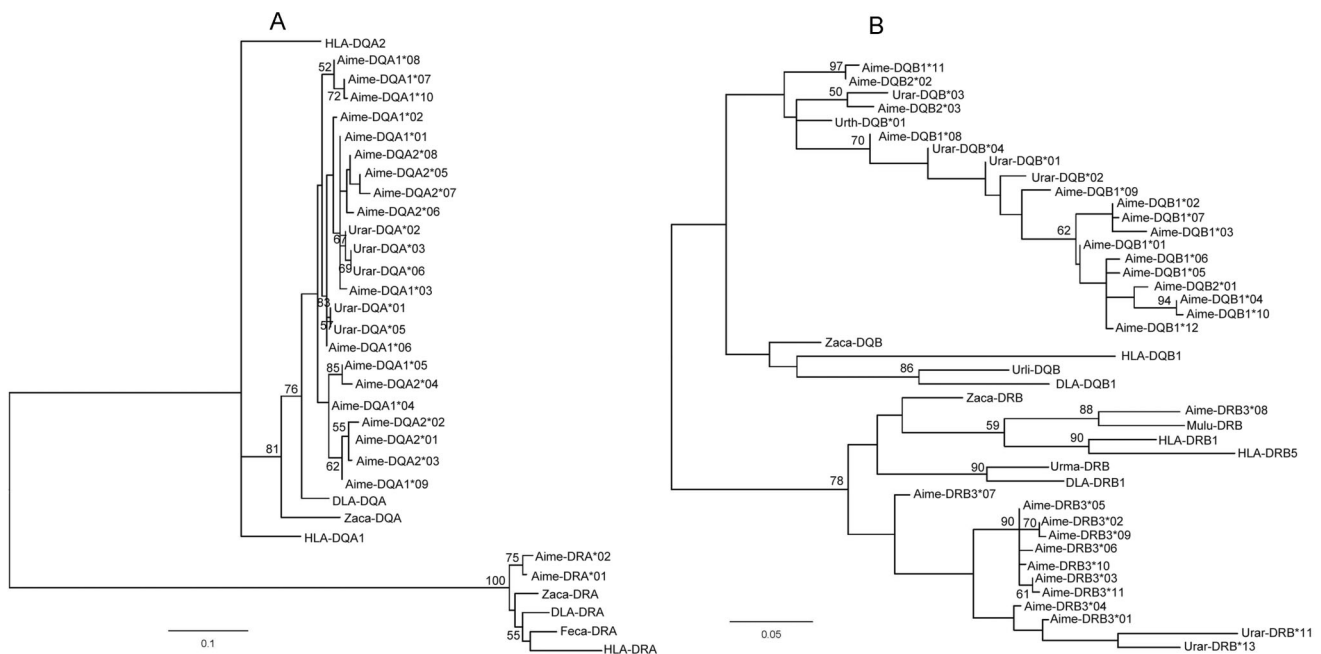 A
HLA-DQA2
Aime-DQA1*08
52
Aime-DQA1*07
72
Aime-DQA1*10
Aime-DQA1*02
Aime-DQA1*01
Aime-DQA2*08
Aime-DQA2*05
Aime-DQA2*07
Aime-DQA2*06
Urar-DQA*02
67
Urar-DQA*03
69
Urar-DQA*06
Aime-DQA1*03
83
Urar-DQA*01
57
Urar-DQA*05
Aime-DQA1*06
85
Aime-DQA1*05
76
Aime-DQA2*04
Aime-DQA1*04
55
Aime-DQA2*02
Aime-DQA2*01
81
62
Aime-DQA2*03
Aime-DQA1*09
DLA-DQA
Zaca-DQA
HLA-DQA1
75
Aime-DRA*02
100
Aime-DRA*01
Zaca-DRA
DLA-DRA
55
Feca-DRA
HLA-DRA
0.1
B
97
Aime-DQB1*11
Aime-DQB2*02
50
Urar-DQB*03
Aime-DQB2*03
Urth-DQB*01
70
Aime-DQB1*08
Urar-DQB*04
Urar-DQB*01
Urar-DQB*02
Aime-DQB1*09
Aime-DQB1*02
Aime-DQB1*07
62
Aime-DQB1*03
Aime-DQB1*01
Aime-DQB1*06
Aime-DQB1*05
Aime-DQB2*01
94
Aime-DQB1*04
Aime-DQB1*10
Aime-DQB1*12
Zaca-DQB
HLA-DQB1
86
Urli-DQB
DLA-DQB1
Zaca-DRB
88
Aime-DRB3*08
59
Mulu-DRB
90
HLA-DRB1
HLA-DRB5
90
Urma-DRB
78
DLA-DRB1
Aime-DRB3*07
Aime-DRB3*05
90
70
Aime-DRB3*02
Aime-DRB3*09
Aime-DRB3*06
Aime-DRB3*10
Aime-DRB3*03
61
Aime-DRB3*11
Aime-DRB3*04
Aime-DRB3*01
Urar-DRB*11
Urar-DRB*13
0.05